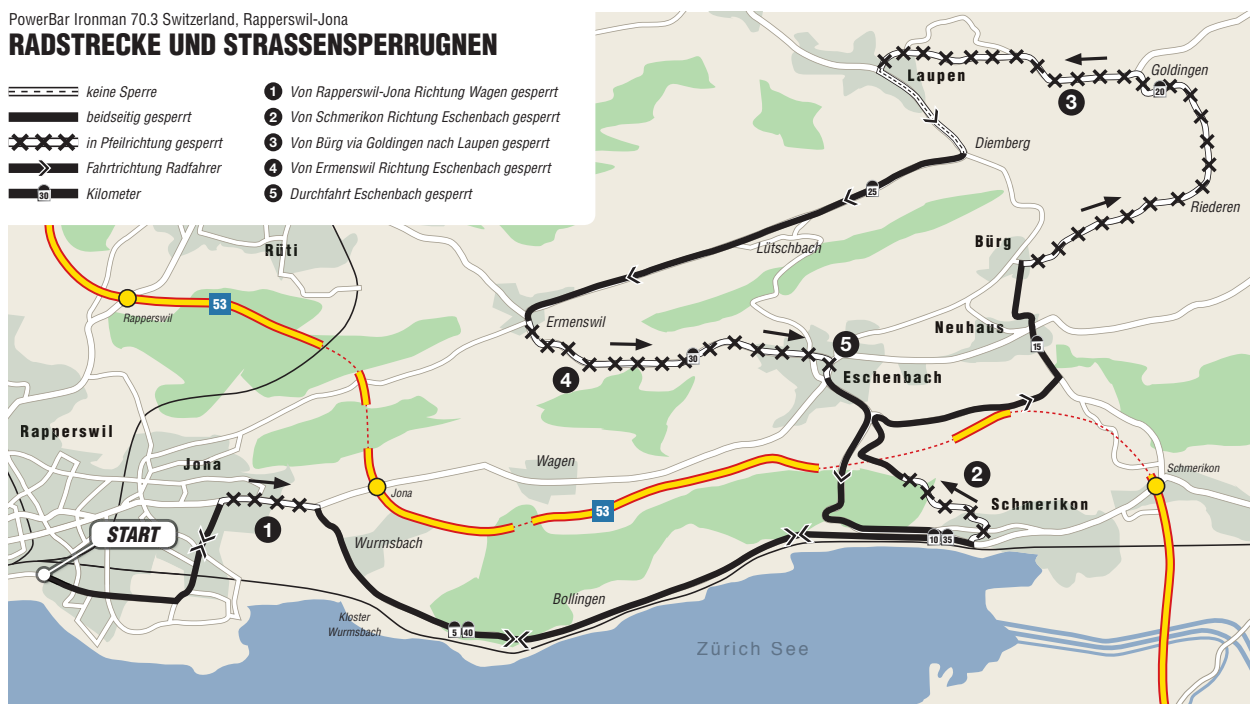 PowerBar Ironman 70.3 Switzerland, Rapperswil-Jona
RADSTRECKE UND STRASSENSPERRUGNEN
keine Sperre
beidseitig gesperrt
in Pfeilrichtung gesperrt
Fahrtrichtung Radfahrer
30 Kilometer
1 Von Rapperswil-Jona Richtung Wagen gesperrt
2 Von Schmerikon Richtung Eschenbach gesperrt
3 Von Bürg via Goldingen nach Laupen gesperrt
4 Von Ermenswil Richtung Eschenbach gesperrt
5 Durchfahrt Eschenbach gesperrt
Laupen
Goldingen
20
3
Diemberg
25
Riederen
Rüti
Lütschbach
Bürg
53
Rapperswil
Ermenswil
Neuhaus
15
5
30
4
Eschenbach
Rapperswil
Jona
Wagen
2
Schmerikon
Jona
Schmerikon
53
1
START
Wurmsbach
10 35
Bollingen
Kloster
Wurmsbach
5 40
Zürich See